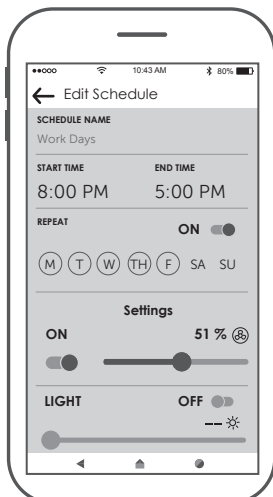 10:43 AM 80%
Edit Schedule
SCHEDULE NAME
Work Days
START TIME END TIME
8:00 PM 5:00 PM
REPEAT ON
M T W TH F SA SU
Settings
ON 51 %
LIGHT OFF
--